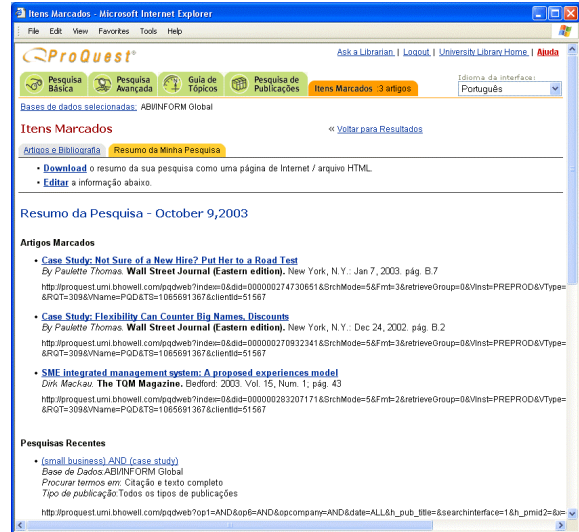 Itens Marcados - Microsoft Internet Explorer
File Edit View Favorites Tools Help
ProQuest®
Ask a Librarian | Logout | University Library Home | Ajuda
Pesquisa Básica
Pesquisa Avançada
Guia de Tópicos
Pesquisa de Publicações
Itens Marcados :3 artigos
Idioma da interface:
Português
Bases de dados selecionadas: ABI/INFORM Global
Itens Marcados
« Voltar para Resultados
Artigos e Bibliografia
Resumo da Minha Pesquisa
• Download o resumo da sua pesquisa como uma página de Internet / arquivo HTML.
• Editar a informação abaixo.
Resumo da Pesquisa - October 9,2003
Artigos Marcados
• Case Study: Not Sure of a New Hire? Put Her to a Road Test
By Paulette Thomas. Wall Street Journal (Eastern edition). New York, N.Y.: Jan 7, 2003. pág. B.7
http://proquest.umi.bhowell.com/pqdweb?index=0&did=000000274730651&SrchMode=5&Fmt=3&retrieveGroup=0&VInst=PREPROD&VType=
&RQT=309&VName=PQD&TS=1065691367&clientId=51567
• Case Study: Flexibility Can Counter Big Names, Discounts
By Paulette Thomas. Wall Street Journal (Eastern edition). New York, N.Y.: Dec 24, 2002. pág. B.2
http://proquest.umi.bhowell.com/pqdweb?index=0&did=000000270932341&SrchMode=5&Fmt=3&retrieveGroup=0&VInst=PREPROD&VType=
&RQT=309&VName=PQD&TS=1065691367&clientId=51567
• SME integrated management system: A proposed experiences model
Dirk Mackau. The TQM Magazine. Bedford: 2003. Vol. 15, Num. 1; pág. 43
http://proquest.umi.bhowell.com/pqdweb?index=0&did=000000283207171&SrchMode=5&Fmt=2&retrieveGroup=0&VInst=PREPROD&VType=
&RQT=309&VName=PQD&TS=1065691367&clientId=51567
Pesquisas Recentes
• (small business) AND (case study)
Base de Dados:ABI/INFORM Global
Procurar termos em: Citação e texto completo
Tipo de publicação:Todos os tipos de publicações
http://proquest.umi.bhowell.com/pqdweb?op1=AND&op6=AND&opcompany=AND&date=ALL&h_pub_title=&searchinterface=1&h_pmid2=&x=